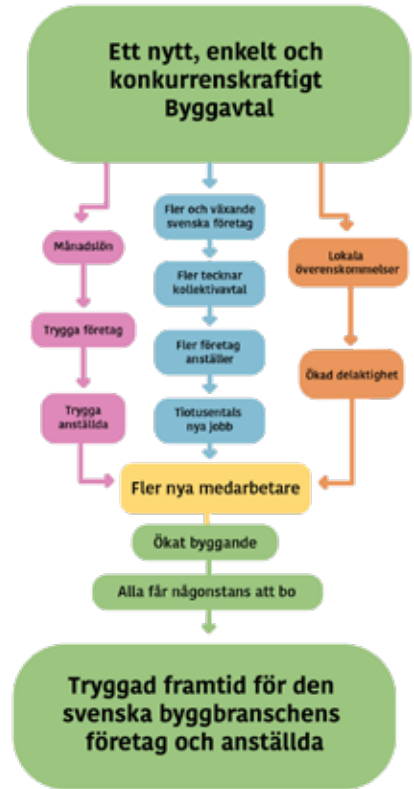 Ett nytt, enkelt och
konkurrenskraftigt
Byggavtal
Månadslön
Trygga företag
Trygga
anställda
Fler och växande
svenska företag
Fler tecknar
kollektivavtal
Fler företag
anställer
Tiotusentals
nya jobb
Lokala
överenskommelser
Ökad delaktighet
Fler nya medarbetare
Ökat byggande
Alla får någonstans att bo
Tryggad framtid för den
svenska byggbranschens
företag och anställda